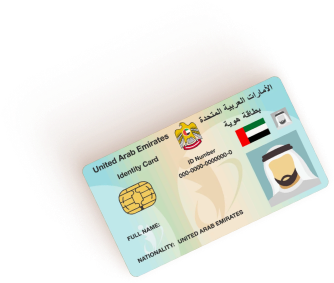 United Arab Emirates
الأمارات العربية المتحدة
Identity Card
بطاقة هوية
ID Number
000-0000-0000000-0
FULL NAME:
NATIONALITY: UNITED ARAB EMIRATES